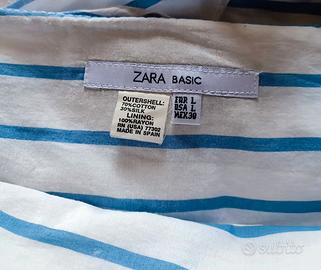 ZARA BASIC
OUTERSHELL:
70%COTTON
30%SILK
LINING:
100%RAYON
RN (USA) 77302
MADE IN SPAIN
EUR L
USA L
MEX 30
subito